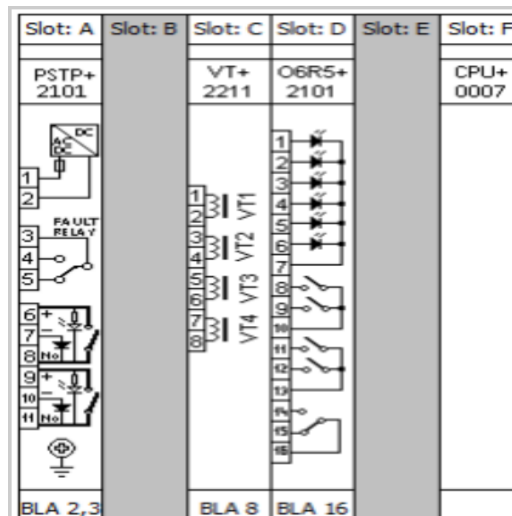 Slot: A Slot: B Slot: C Slot: D Slot: E Slot: F
PSTP+ VT+ O6R5+ CPU+
2101 2211 2101 0007
AC
DC
DC
1
2
FAULT
RELAY
3
4
5
6 +
7 -
8 No
9 +
10 -
11 No
1
2
VT1
3
4
VT2
5
6
VT3
7
8
VT4
1
2
3
4
5
6
7
8
9
10
11
12
13
14
15
16
BLA 2,3 BLA 8 BLA 16